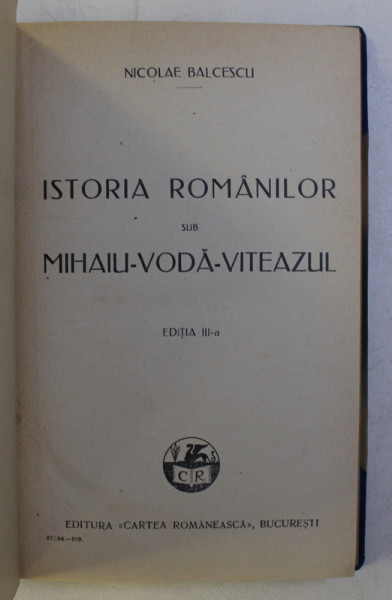 NICOLAE BALCESCU
ISTORIA ROMÂNILOR
SUB
MIHAIU-VODĂ-VITEAZUL
EDIȚIA III-a
C R
EDITURA «CARTEA ROMÂNEASCĂ», BUCUREȘTI